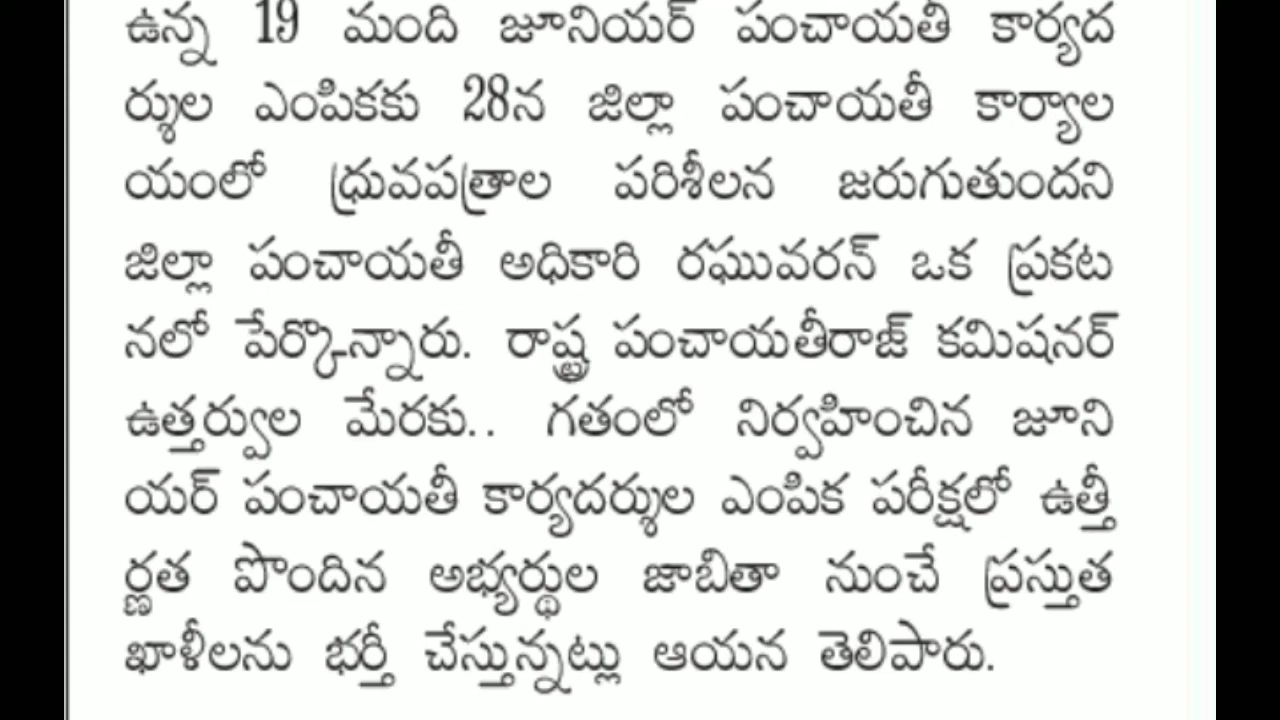 ఉన్న 19 మంది జూనియర్ పంచాయతీ కార్యద
ర్శుల ఎంపికకు 28న జిల్లా పంచాయతీ కార్యాల
యంలో ధ్రువపత్రాల పరిశీలన జరుగుతుందని
జిల్లా పంచాయతీ అధికారి రఘువరన్ ఒక ప్రకట
నలో పేర్కొన్నారు. రాష్ట్ర పంచాయతీరాజ్ కమిషనర్
ఉత్తర్వుల మేరకు.. గతంలో నిర్వహించిన జూని
యర్ పంచాయతీ కార్యదర్శుల ఎంపిక పరీక్షలో ఉత్తీ
ర్ణత పొందిన అభ్యర్థుల జాబితా నుంచే ప్రస్తుత
ఖాళీలను భర్తీ చేస్తున్నట్లు ఆయన తెలిపారు.